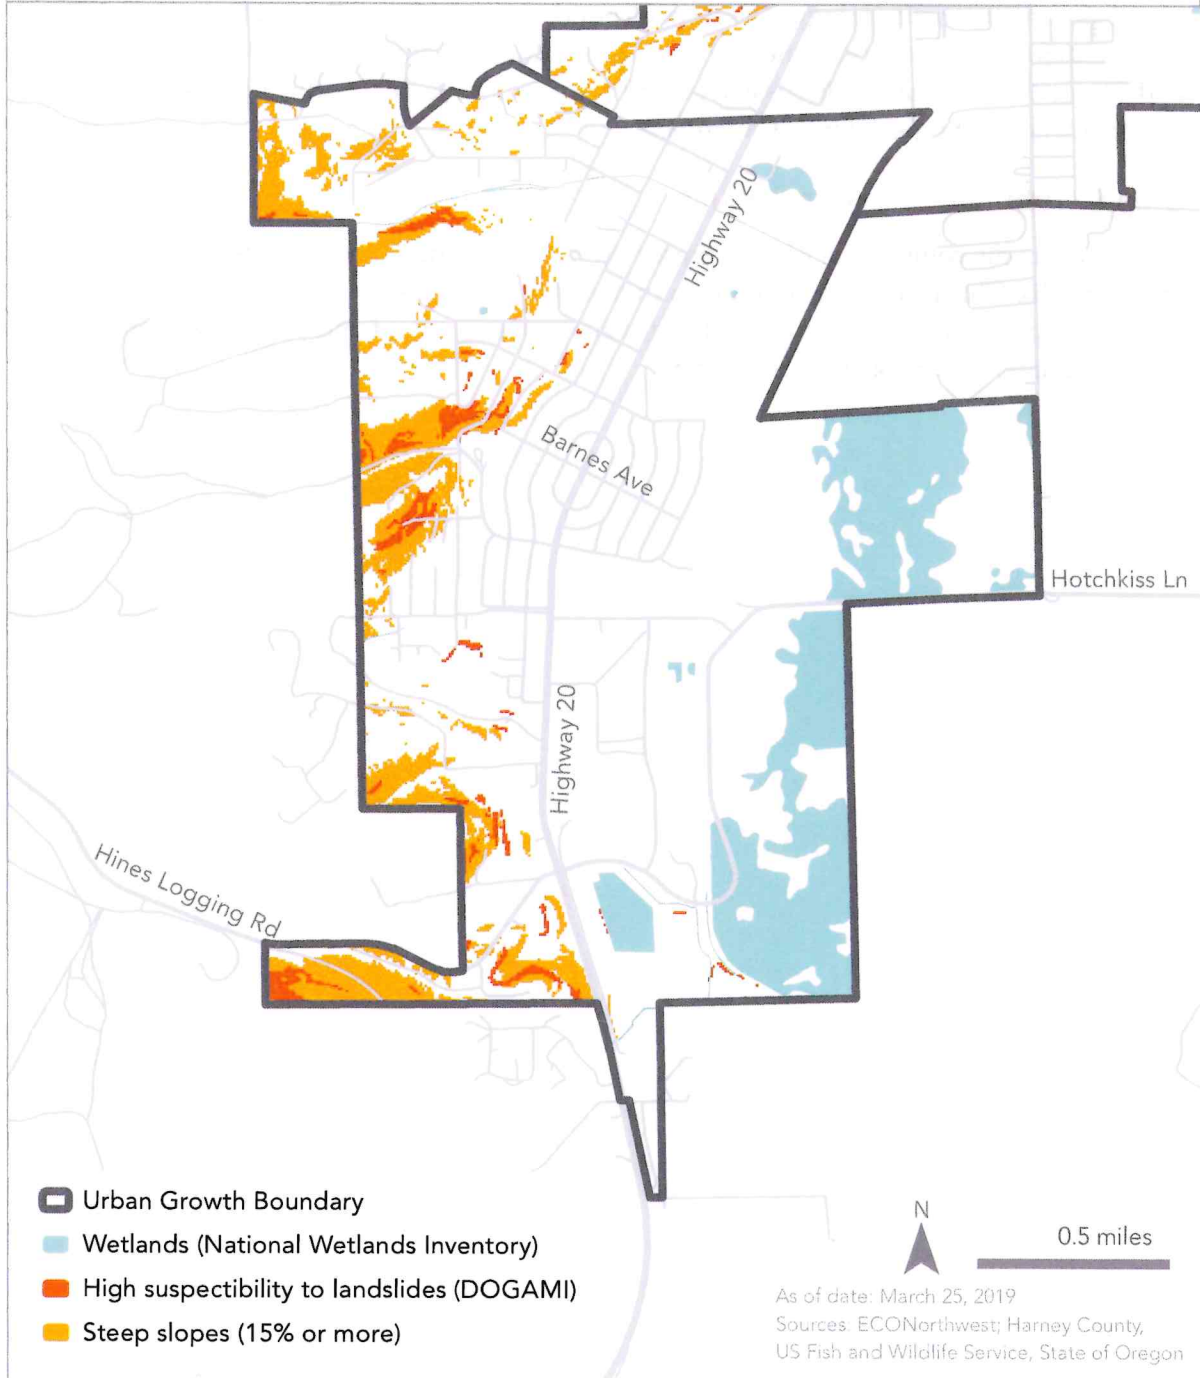 Highway 20
Barnes Ave
Hotchkiss Ln
Highway 20
Hines Logging Rd
Urban Growth Boundary
Wetlands (National Wetlands Inventory)
High suspectibility to landslides (DOGAMI)
Steep slopes (15% or more)
N
0.5 miles
As of date: March 25, 2019
Sources: ECONorthwest; Harney County,
US Fish and Wildlife Service, State of Oregon